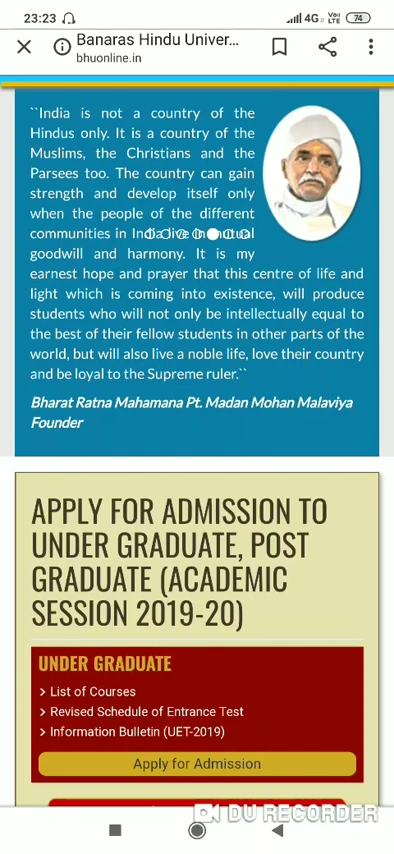 23:23
4G
Vo)
LTE
74
Banaras Hindu Univer...
bhuonline.in
``India is not a country of the
Hindus only. It is a country of the
Muslims, the Christians and the
Parsees too. The country can gain
strength and develop itself only
when the people of the different
communities in India live in mutual
goodwill and harmony. It is my
earnest hope and prayer that this centre of life and
light which is coming into existence, will produce
students who will not only be intellectually equal to
the best of their fellow students in other parts of the
world, but will also live a noble life, love their country
and be loyal to the Supreme ruler.``
Bharat Ratna Mahamana Pt. Madan Mohan Malaviya
Founder
APPLY FOR ADMISSION TO
UNDER GRADUATE, POST
GRADUATE (ACADEMIC
SESSION 2019-20)
UNDER GRADUATE
> List of Courses
> Revised Schedule of Entrance Test
> Information Bulletin (UET-2019)
Apply for Admission
DU RECORDER